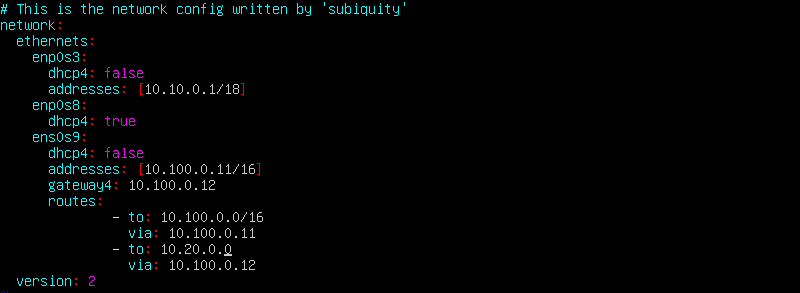 # This is the network config written by 'subiquity'
network:
  ethernets:
    enp0s3:
      dhcp4: false
      addresses: [10.10.0.1/18]
    enp0s8:
      dhcp4: true
    ens0s9:
      dhcp4: false
      addresses: [10.100.0.11/16]
      gateway4: 10.100.0.12
      routes:
              - to: 10.100.0.0/16
                via: 10.100.0.11
              - to: 10.20.0.0
                via: 10.100.0.12
  version: 2